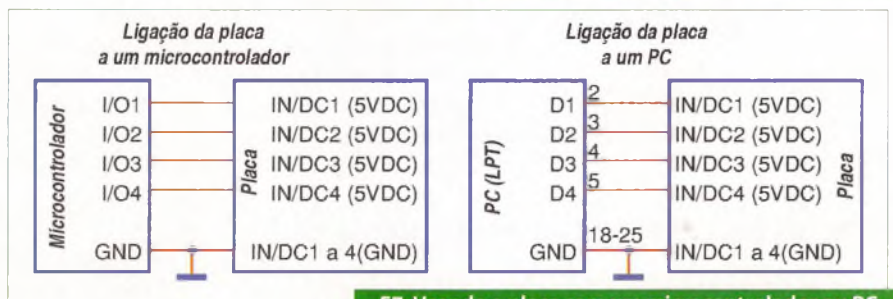 Ligação da placa
a um microcontrolador
Microcontrolador
I/O1
I/O2
I/O3
I/O4
GND
Placa
IN/DC1 (5VDC)
IN/DC2 (5VDC)
IN/DC3 (5VDC)
IN/DC4 (5VDC)
IN/DC1 a 4(GND)
Ligação da placa
a um PC
PC (LPT)
D1
D2
D3
D4
GND
2
3
4
5
18-25
IN/DC1 (5VDC)
IN/DC2 (5VDC)
IN/DC3 (5VDC)
IN/DC4 (5VDC)
IN/DC1 a 4(GND)
Placa